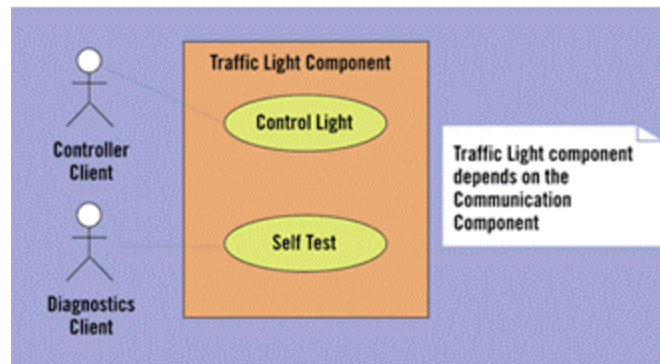 Traffic Light Component
Control Light
Controller
Client
Traffic Light component
depends on the
Communication
Component
Self Test
Diagnostics
Client